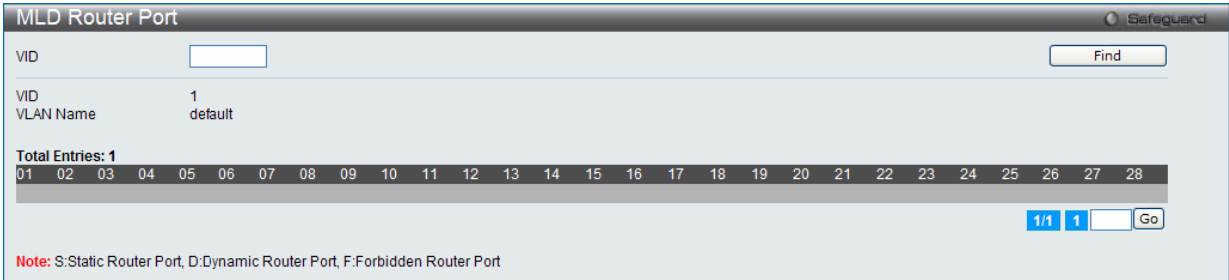 MLD Router Port Safeguard
VID Find
VID 1
VLAN Name default
Total Entries: 1
01 02 03 04 05 06 07 08 09 10 11 12 13 14 15 16 17 18 19 20 21 22 23 24 25 26 27 28
1/1 1 Go
Note: S:Static Router Port, D:Dynamic Router Port, F:Forbidden Router Port